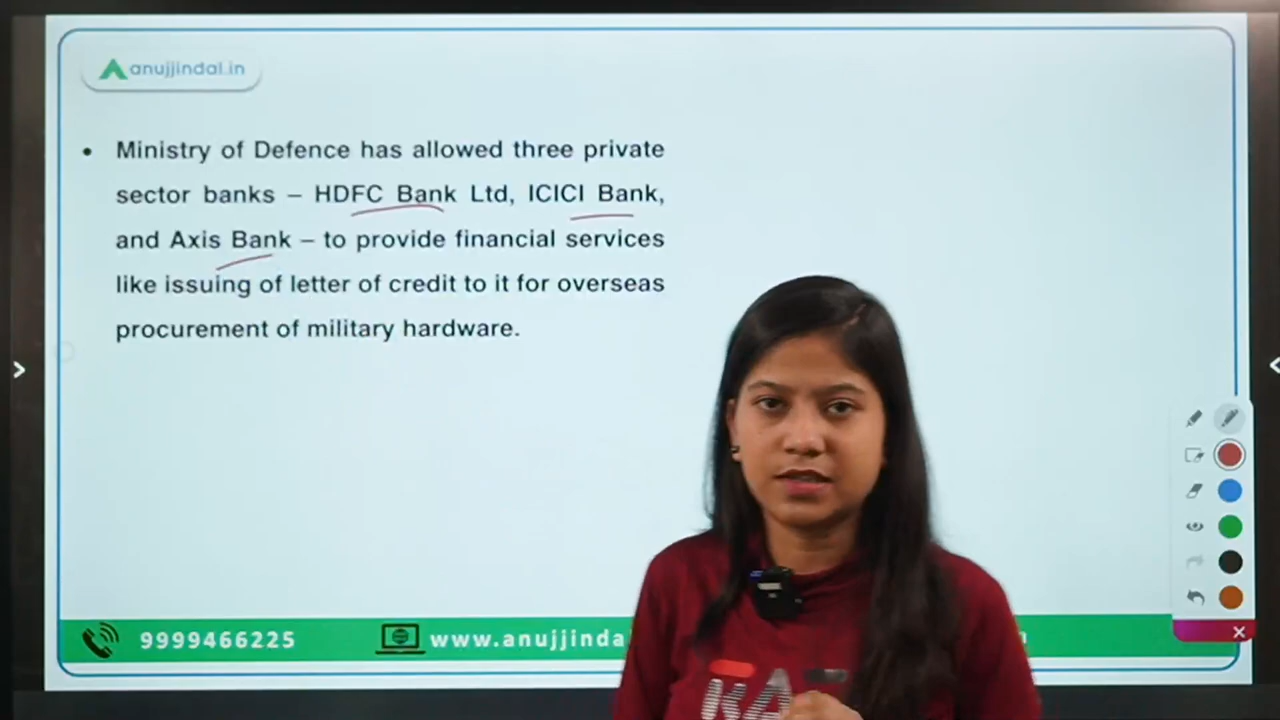 anujjindal.in
• Ministry of Defence has allowed three private
sector banks – HDFC Bank Ltd, ICICI Bank,
and Axis Bank – to provide financial services
like issuing of letter of credit to it for overseas
procurement of military hardware.
9999466225
www.anujjinda